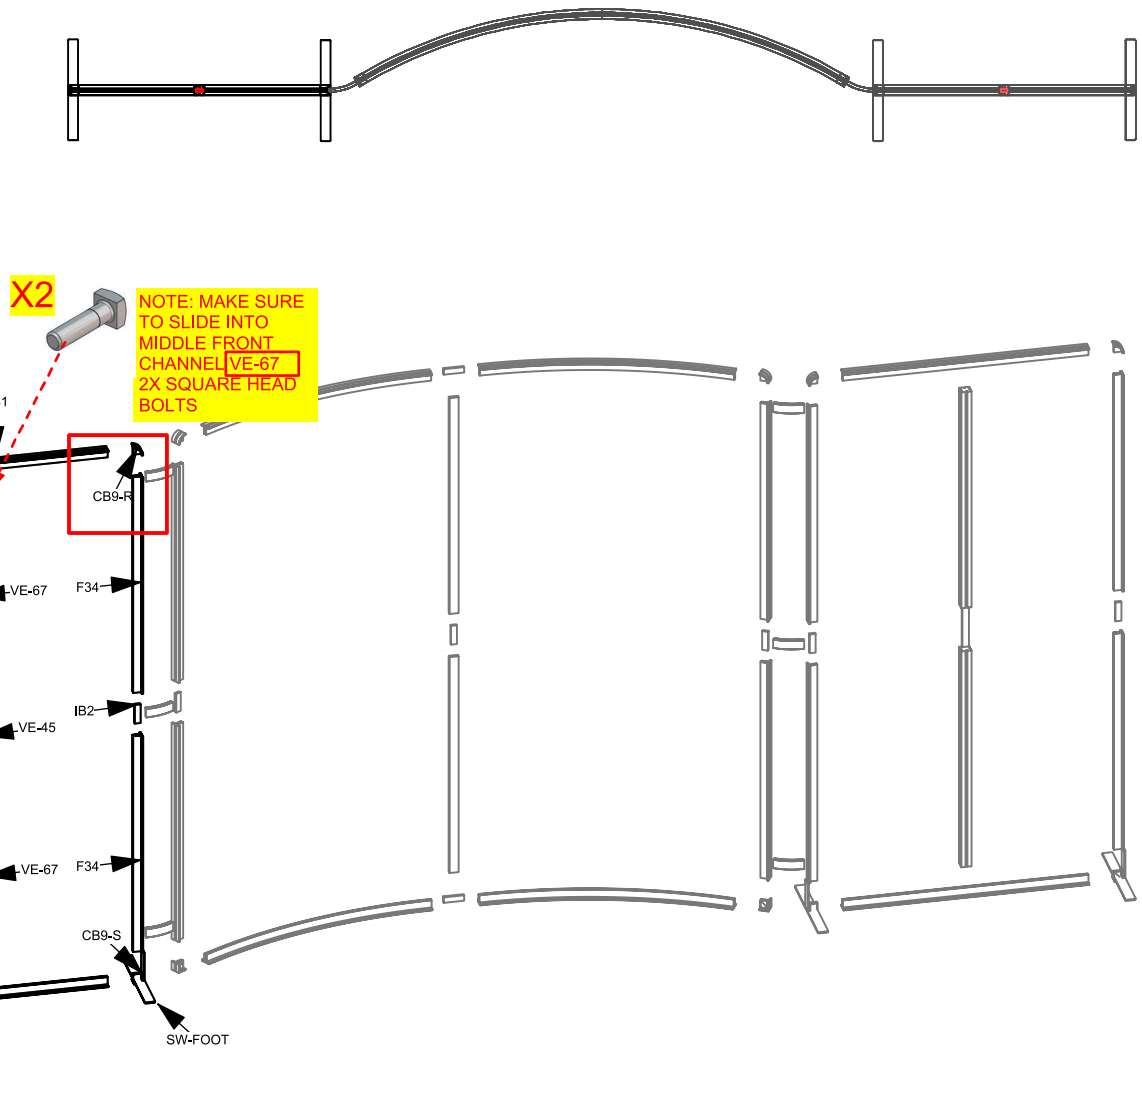 X2
NOTE: MAKE SURE
TO SLIDE INTO
MIDDLE FRONT
CHANNEL VE-67
2X SQUARE HEAD
BOLTS
CB9-R
VE-67
F34
IB2
VE-45
VE-67
F34
CB9-S
SW-FOOT